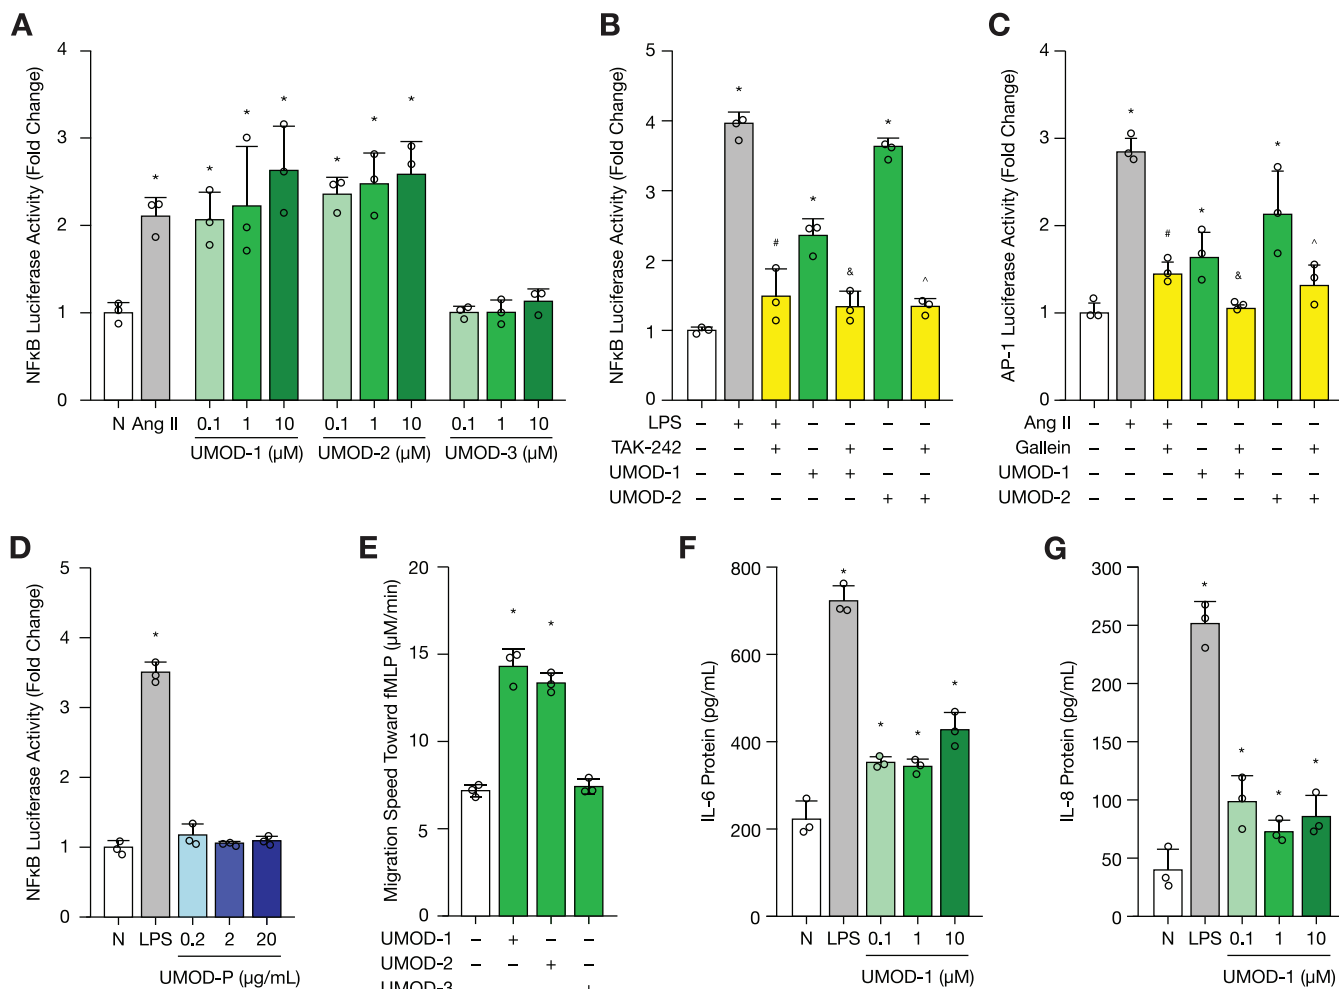 A
NFκB Luciferase Activity (Fold Change)
4
3
2
1
0
* * * * * * *
N Ang II 0.1 1 10 0.1 1 10 0.1 1 10
UMOD-1 (µM) UMOD-2 (µM) UMOD-3 (µM)
B
NFκB Luciferase Activity (Fold Change)
5
4
3
2
1
0
* # * & * ^
LPS – + + – – – –
TAK-242 – – + – + – +
UMOD-1 – – – + + – –
UMOD-2 – – – – – + +
C
AP-1 Luciferase Activity (Fold Change)
4
3
2
1
0
* # * & * ^
Ang II – + + – – – –
Gallein – – + – + – +
UMOD-1 – – – + + – –
UMOD-2 – – – – – + +
D
NFκB Luciferase Activity (Fold Change)
5
4
3
2
1
0
*
N LPS 0.2 2 20
UMOD-P (µg/mL)
E
Migration Speed Toward fMLP (µM/min)
20
15
10
5
0
* *
UMOD-1 – + – –
UMOD-2 – – + –
UMOD-3
F
IL-6 Protein (pg/mL)
800
600
400
200
0
* * * *
N LPS 0.1 1 10
UMOD-1 (µM)
G
IL-8 Protein (pg/mL)
300
250
200
150
100
50
0
* * * *
N LPS 0.1 1 10
UMOD-1 (µM)